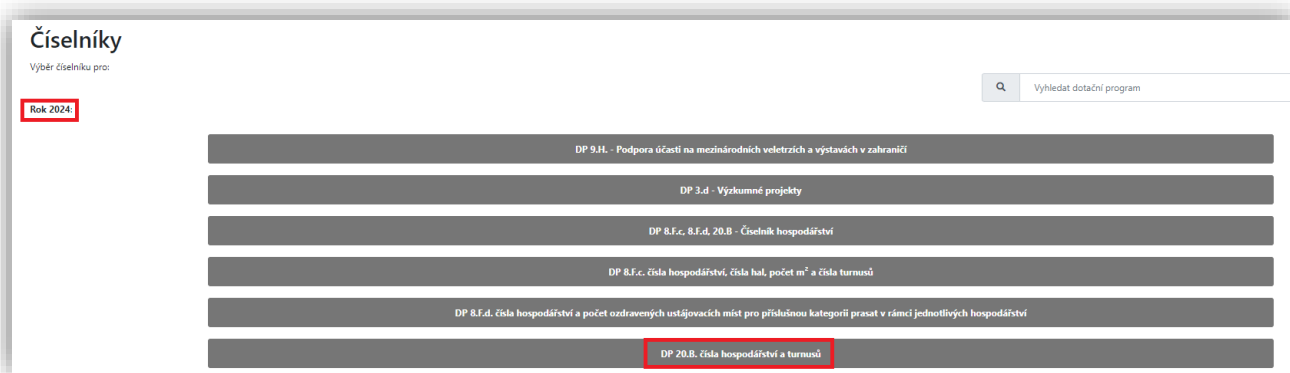 Číselníky
Výběr číselníku pro:
Vyhledat dotační program
Rok 2024:
DP 9.H. - Podpora účasti na mezinárodních veletrzích a výstavách v zahraničí
DP 3.d - Výzkumné projekty
DP 8.F.c, 8.F.d, 20.B - Číselník hospodářství
DP 8.F.c. čísla hospodářství, čísla hal, počet m² a čísla turnusů
DP 8.F.d. čísla hospodářství a počet ozdravených ustájovacích míst pro příslušnou kategorii prasat v rámci jednotlivých hospodářství
DP 20.B. čísla hospodářství a turnusů